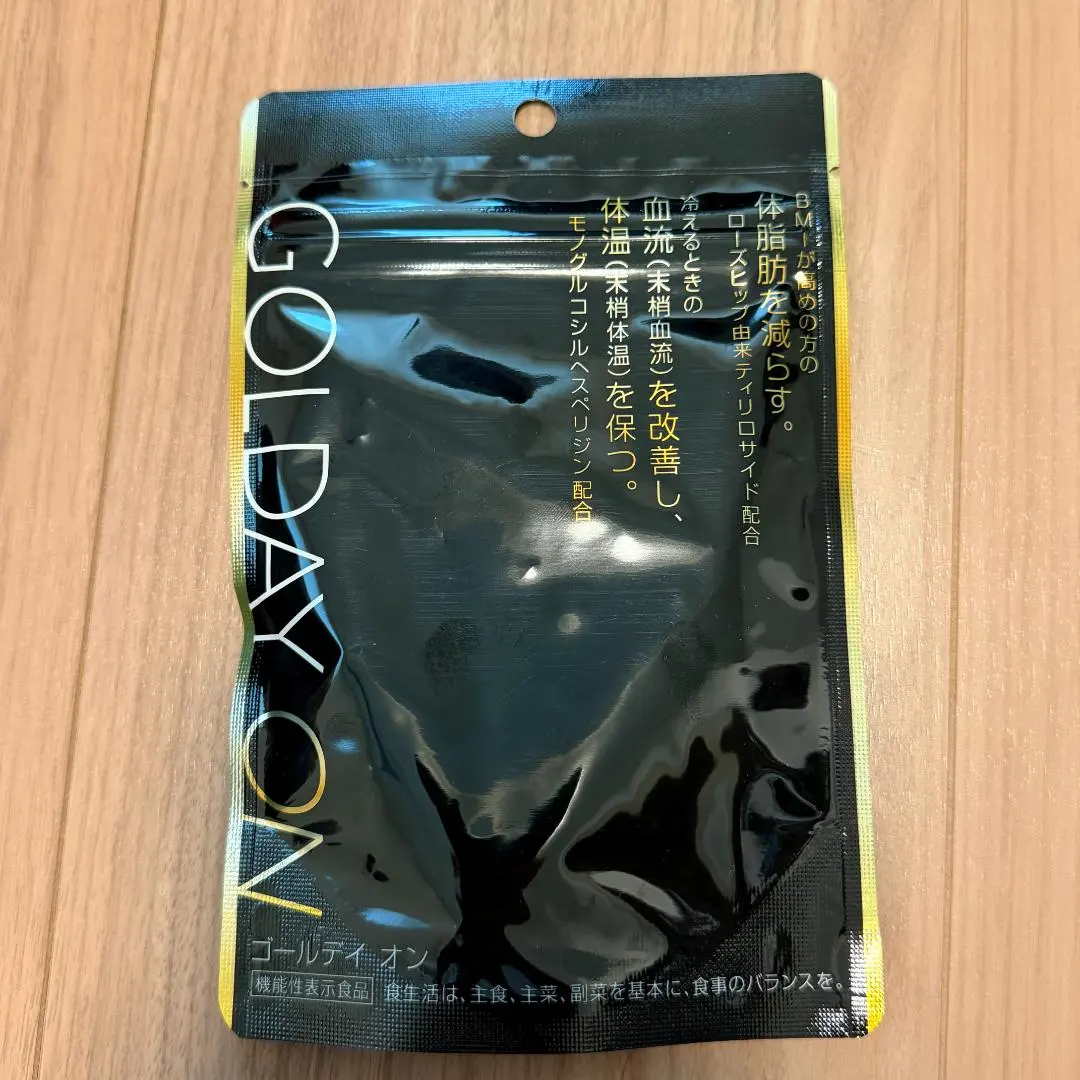 BMIが高めの方の
体脂肪を減らす。
ローズヒップ由来ティリロサイド配合
冷えるときの
血流(末梢血流)を改善し、
体温(末梢体温)を保つ。
モノグルコシルヘスペリジン配合
GOLDAY ON
ゴールデイ オン
機能性表示食品
食生活は、主食、主菜、副菜を基本に、食事のバランスを。